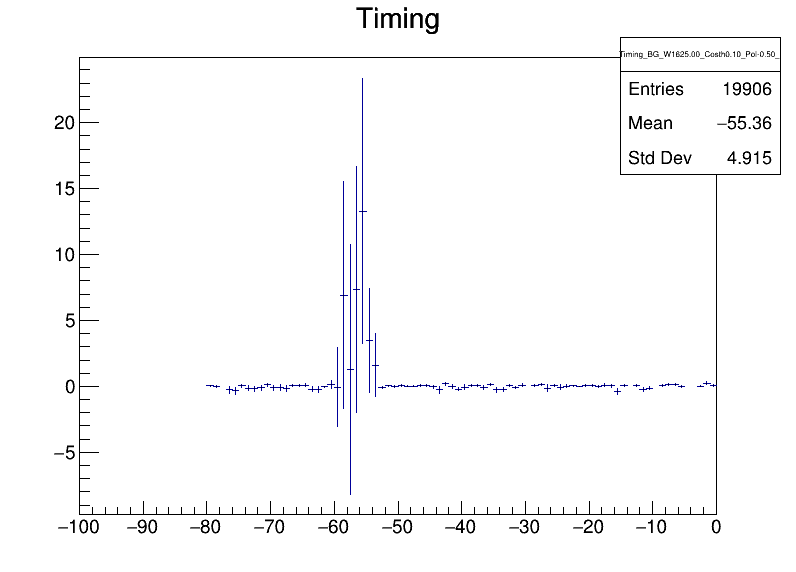 Timing
Timing_BG_W1625.00_Costh0.10_Pol-0.50_
Entries 19906
Mean −55.36
Std Dev 4.915
20
15
10
5
0
−5
−100 −90 −80 −70 −60 −50 −40 −30 −20 −10 0